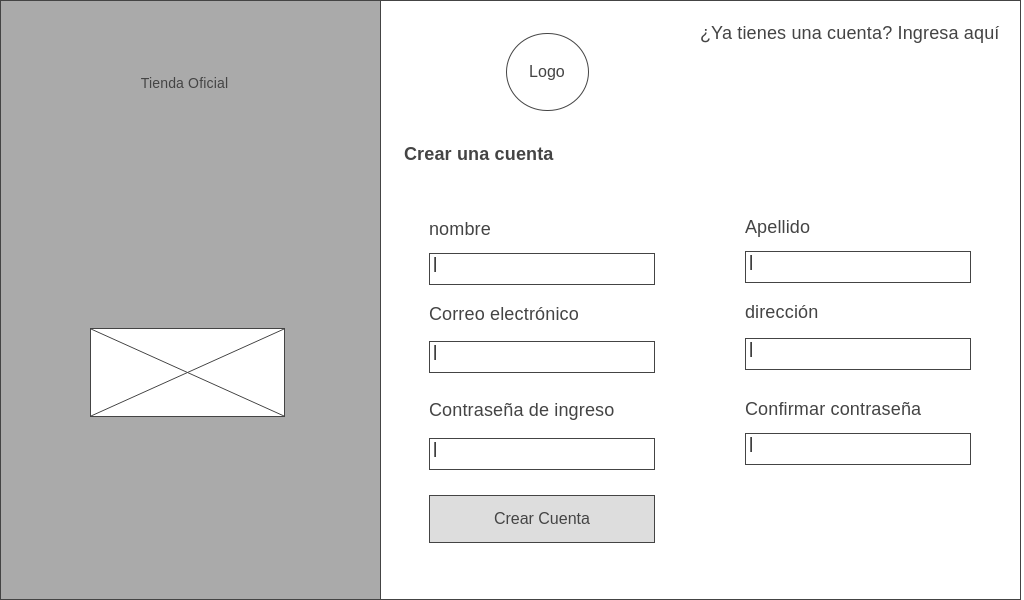 ¿Ya tienes una cuenta? Ingresa aquí
Logo
Tienda Oficial
Crear una cuenta
nombre
Apellido
Correo electrónico
dirección
Contraseña de ingreso
Confirmar contraseña
Crear Cuenta